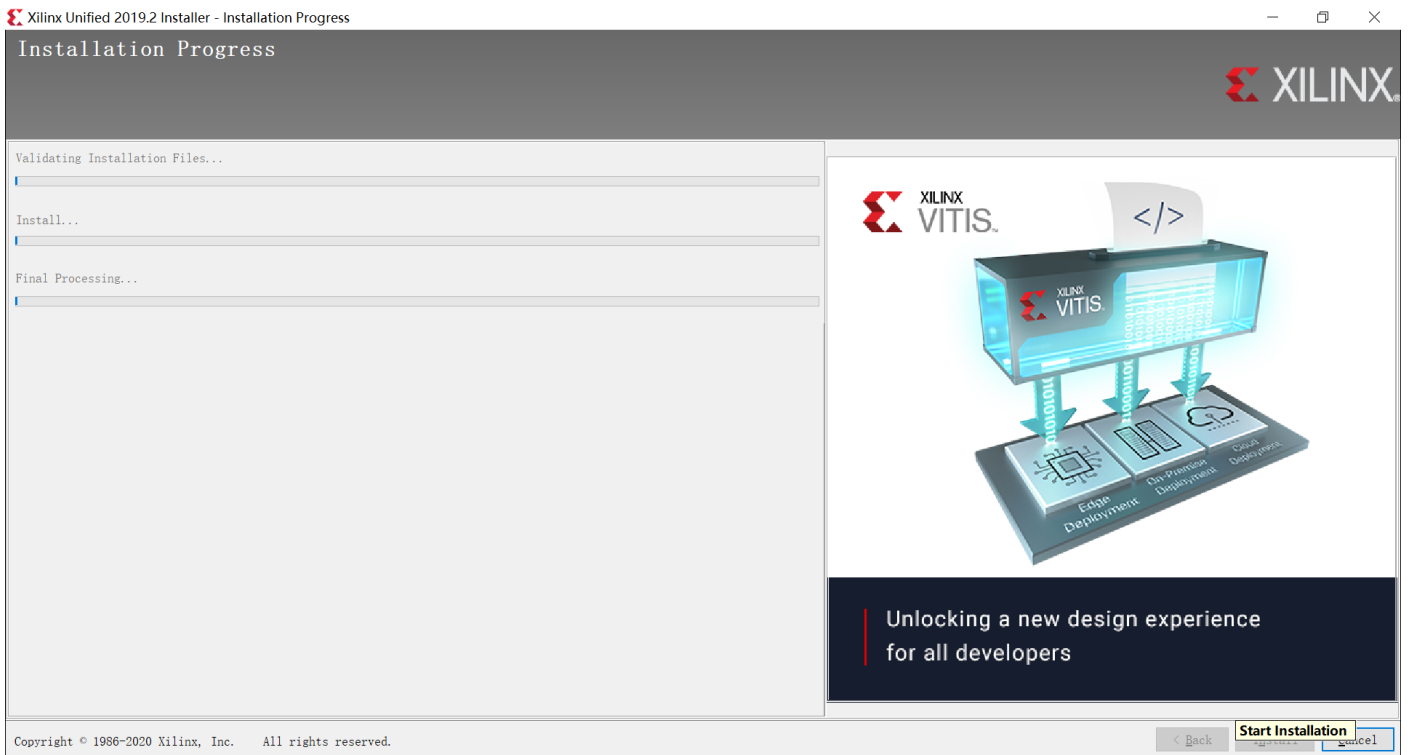 Xilinx Unified 2019.2 Installer - Installation Progress
Installation Progress
XILINX®
Validating Installation Files...
Install...
Final Processing...
XILINX
VITIS™
</>
XILINX
VITIS
Edge
Deployment
On-Premise
Deployment
Cloud
Deployment
Unlocking a new design experience
for all developers
Copyright © 1986-2020 Xilinx, Inc. All rights reserved.
< Back
Start Installation
Cancel